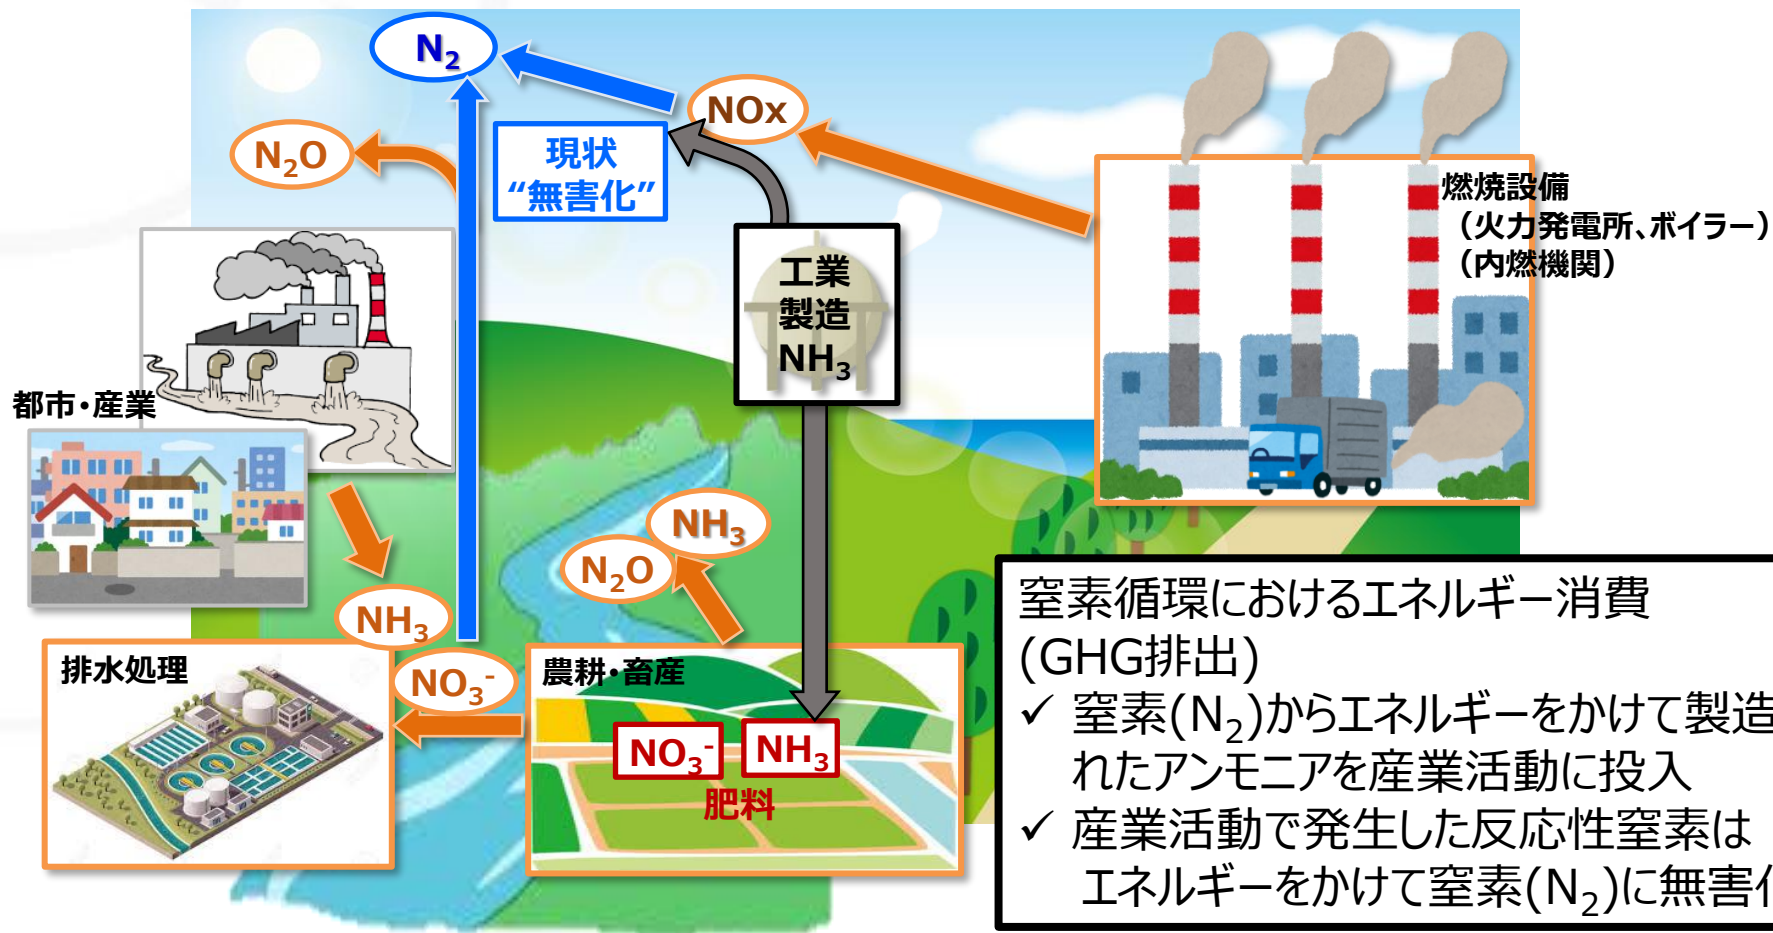 N₂
NOx
N₂O
現状
“無害化”
燃焼設備
（火力発電所、ボイラー）
（内燃機関）
工業
製造
NH₃
都市・産業
NH₃
N₂O
NH₃
NO₃⁻
排水処理
農耕・畜産
NO₃⁻
NH₃
肥料
窒素循環におけるエネルギー消費
(GHG排出)
✓ 窒素(N₂)からエネルギーをかけて製造
れたアンモニアを産業活動に投入
✓ 産業活動で発生した反応性窒素は
エネルギーをかけて窒素(N₂)に無害